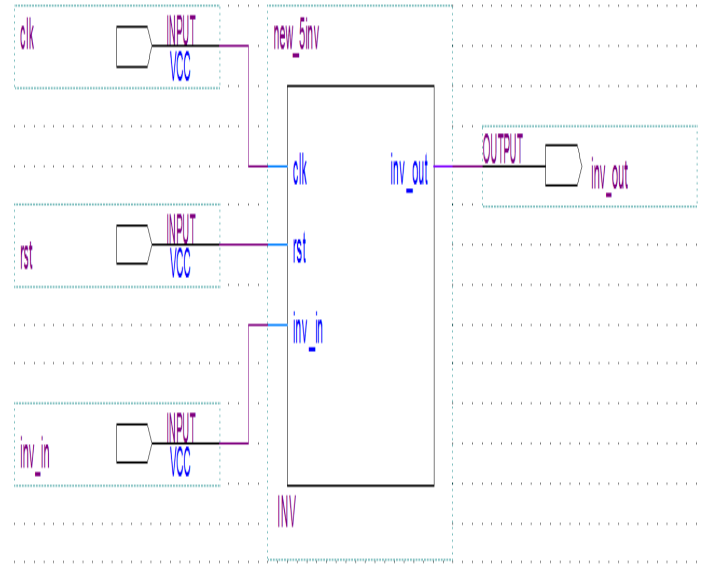 clk
INPUT
VCC
new_5inv
clk
inv_out
OUTPUT
inv_out
rst
INPUT
VCC
rst
inv_in
inv_in
INPUT
VCC
INV